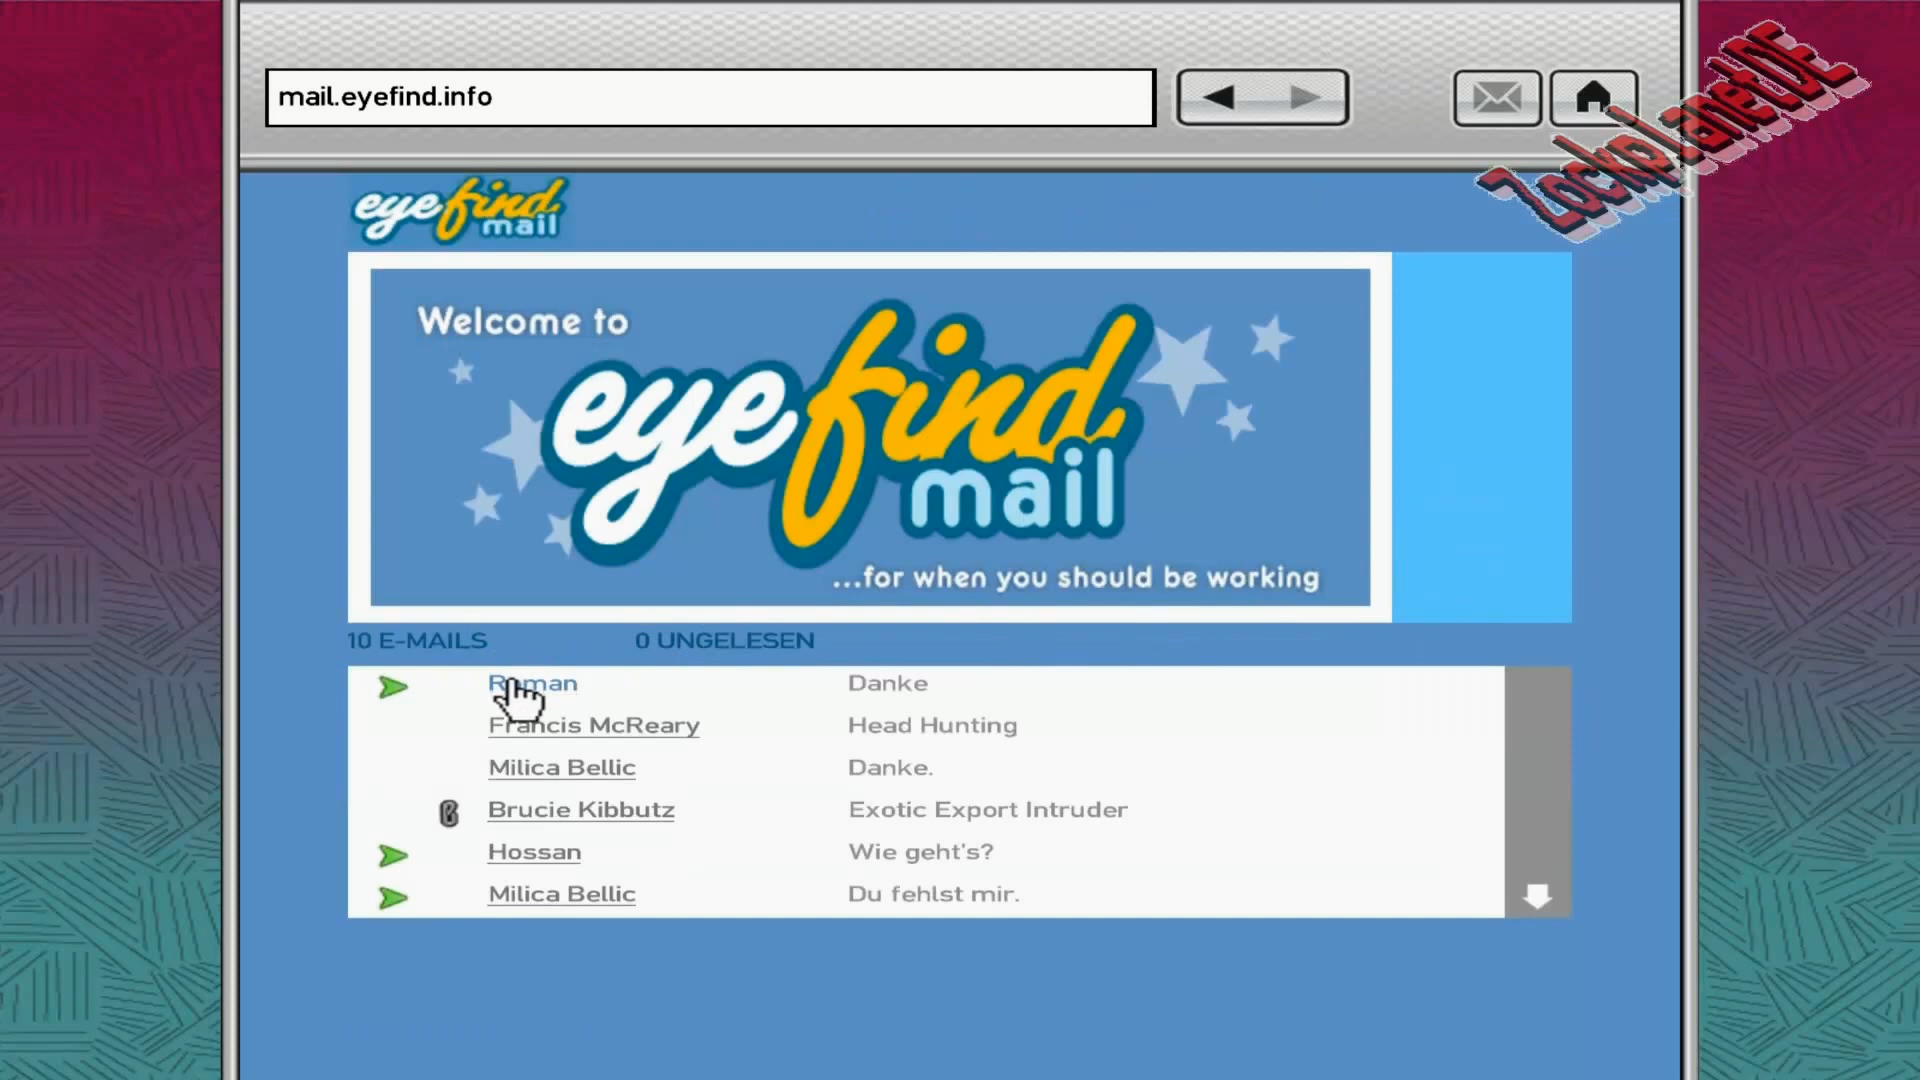 mail.eyefind.info
ZockplanetDE
eyefind
mail
Welcome to
eyefind
mail
...for when you should be working
10 E-MAILS 0 UNGELESEN
Roman Danke
Francis McReary Head Hunting
Milica Bellic Danke.
Brucie Kibbutz Exotic Export Intruder
Hossan Wie geht's?
Milica Bellic Du fehlst mir.